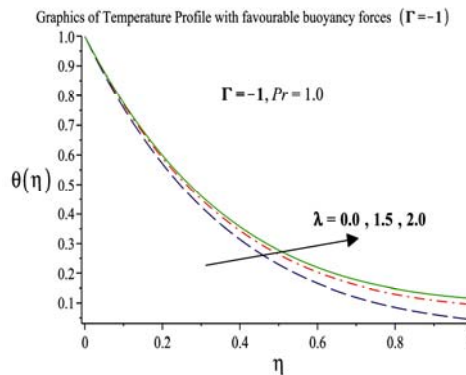 Graphics of Temperature Profile with favourable buoyancy forces (Γ=−1)
1.0
0.9
Γ=−1, Pr=1.0
0.8
0.7
0.6
θ(η)
0.5
0.4
λ = 0.0 , 1.5 , 2.0
0.3
0.2
0.1
0 0.2 0.4 0.6 0.8
η